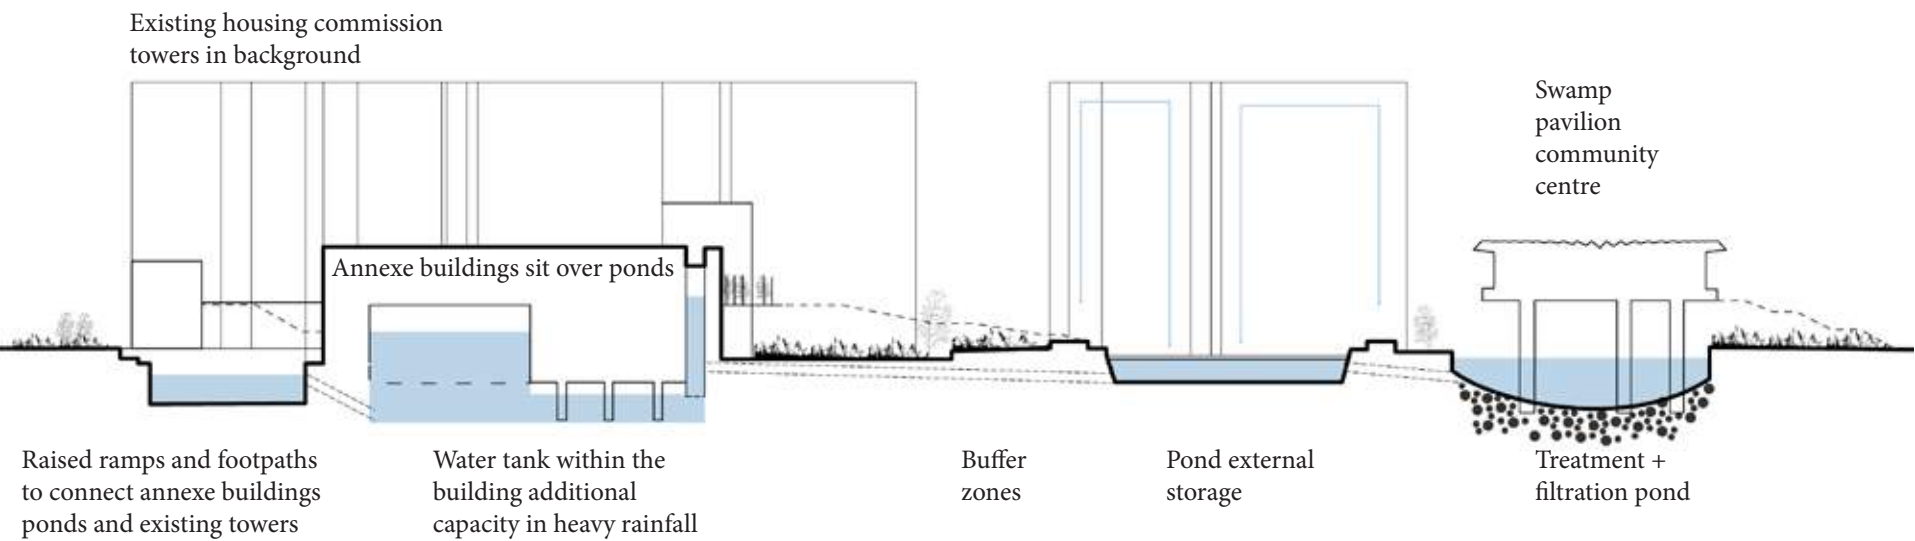 Existing housing commission
towers in background
Swamp
pavilion
community
centre
Annexe buildings sit over ponds
Raised ramps and footpaths
to connect annexe buildings
ponds and existing towers
Water tank within the
building additional
capacity in heavy rainfall
Buffer
zones
Pond external
storage
Treatment +
filtration pond